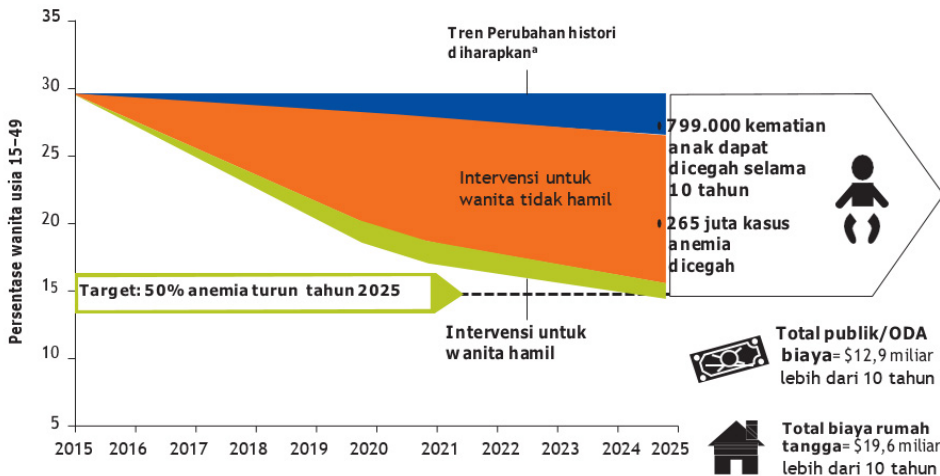 35
30
25
20
15
10
5
Persentase wanita usia 15–49
Tren Perubahan histori
diharapkanᵃ
Intervensi untuk
wanita tidak hamil
799.000 kematian
anak dapat
dicegah selama
10 tahun
265 juta kasus
anemia
dicegah
Target: 50% anemia turun tahun 2025
Intervensi untuk
wanita hamil
2015 2016 2017 2018 2019 2020 2021 2022 2023 2024 2025
Total publik/ODA
biaya= $12,9 miliar
lebih dari 10 tahun
Total biaya rumah
tangga= $19,6 miliar
lebih dari 10 tahun